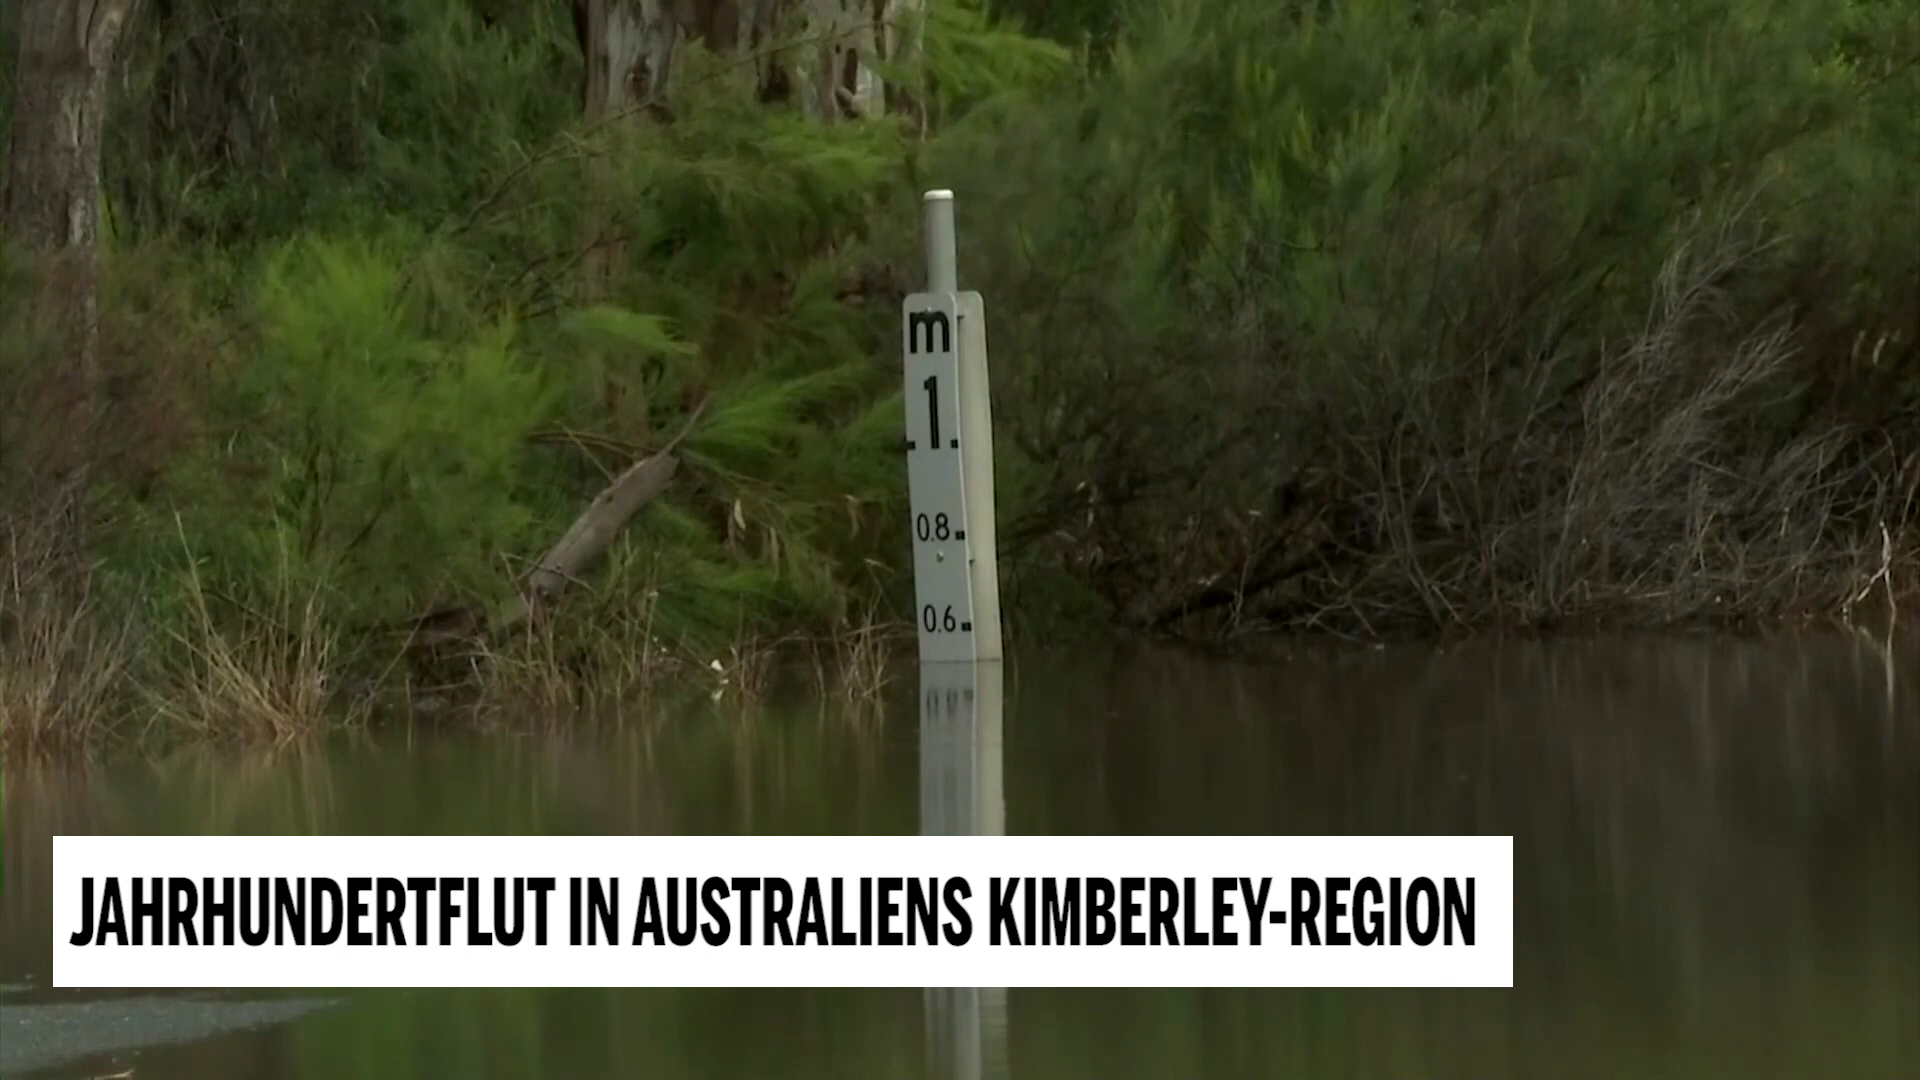 m
1
0.8
0.6
JAHRHUNDERTFLUT IN AUSTRALIENS KIMBERLEY-REGION